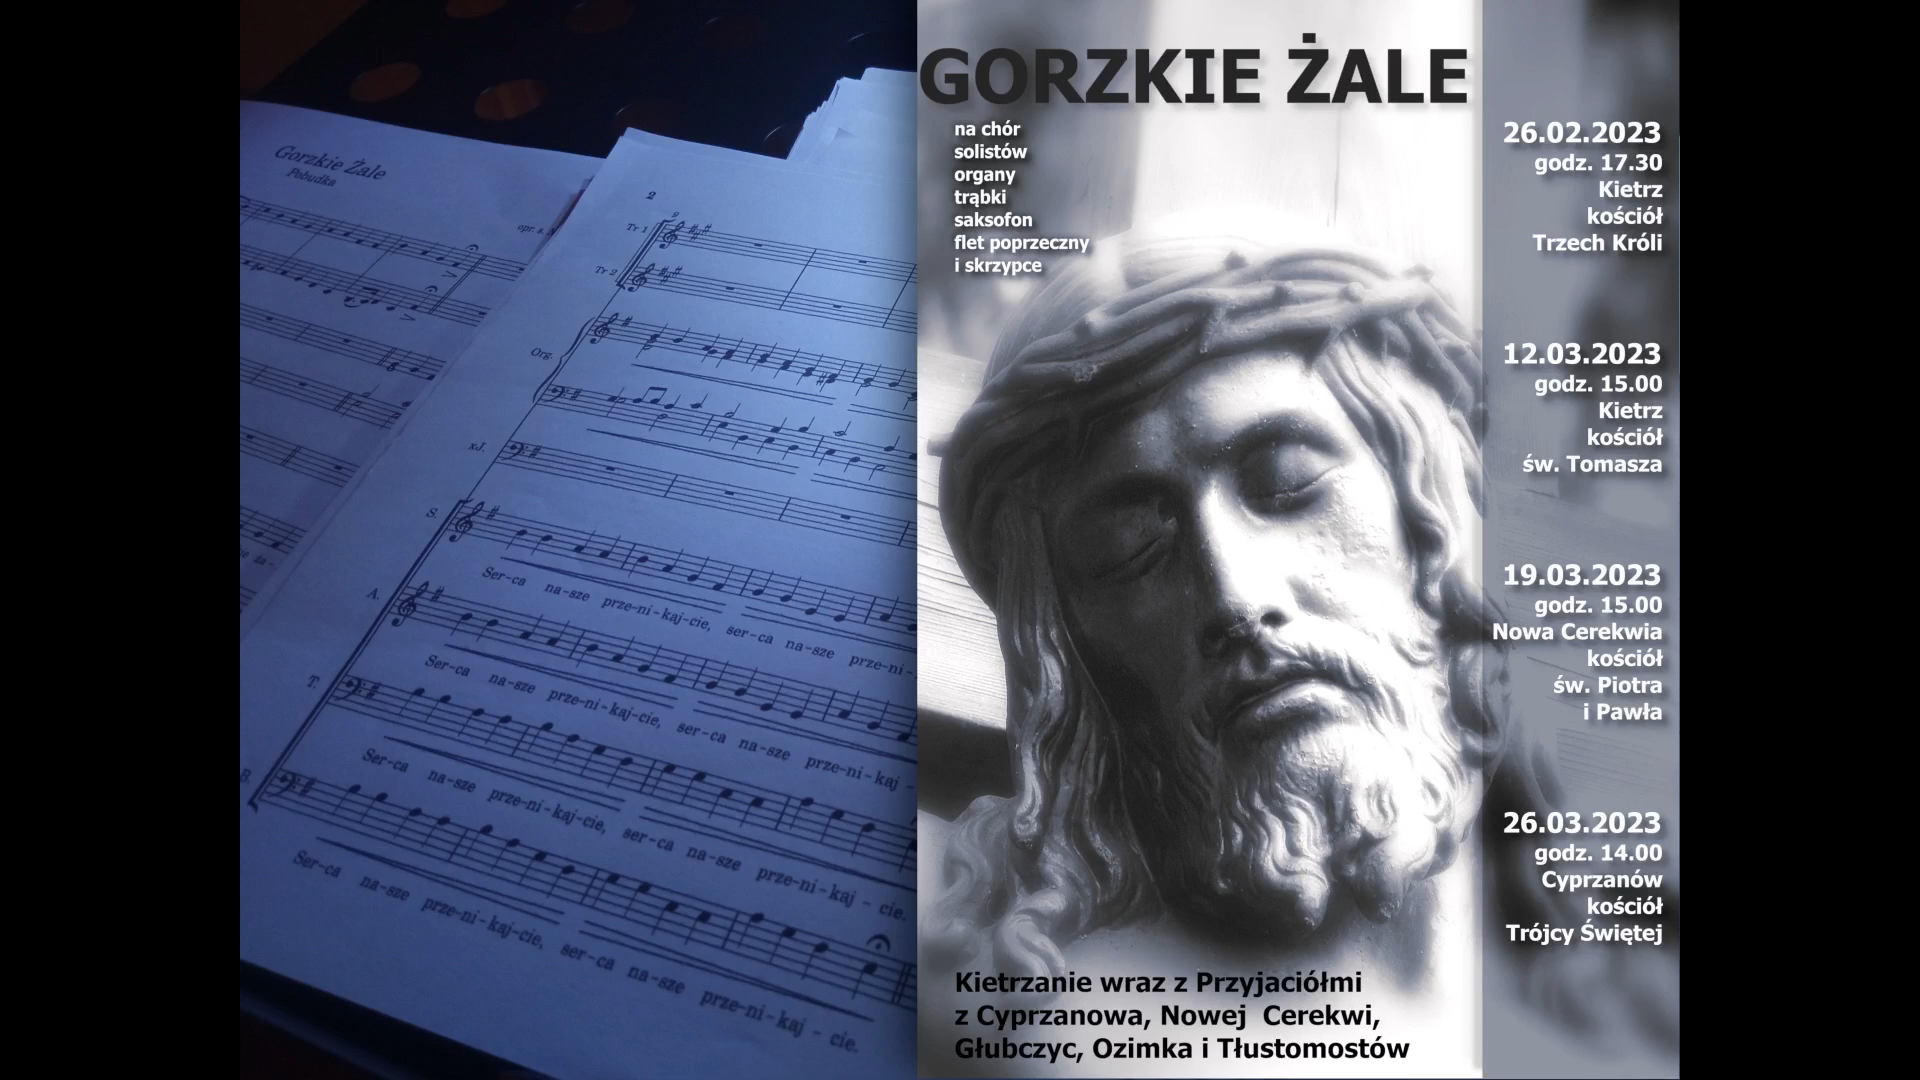 Gorzkie Żale
Pobudka
opr. s.
2
9
Tr 1
Tr 2
Org.
xJ.
S.
Ser-ca na-sze prze-ni-kaj-cie, ser-ca na-sze prze-ni-
A.
Ser-ca na-sze prze-ni-kaj-cie, ser-ca na-sze prze-ni-kaj -
T.
Ser-ca na-sze prze-ni-kaj-cie, ser-ca na-sze prze-ni-kaj - cie.
B.
Ser-ca na-sze prze-ni-kaj-cie, ser-ca na-sze prze-ni-kaj - cie.
GORZKIE ŻALE
na chór
solistów
organy
trąbki
saksofon
flet poprzeczny
i skrzypce
26.02.2023
godz. 17.30
Kietrz
kościół
Trzech Króli
12.03.2023
godz. 15.00
Kietrz
kościół
św. Tomasza
19.03.2023
godz. 15.00
Nowa Cerekwia
kościół
św. Piotra
i Pawła
26.03.2023
godz. 14.00
Cyprzanów
kościół
Trójcy Świętej
Kietrzanie wraz z Przyjaciółmi
z Cyprzanowa, Nowej Cerekwi,
Głubczyc, Ozimka i Tłustomostów